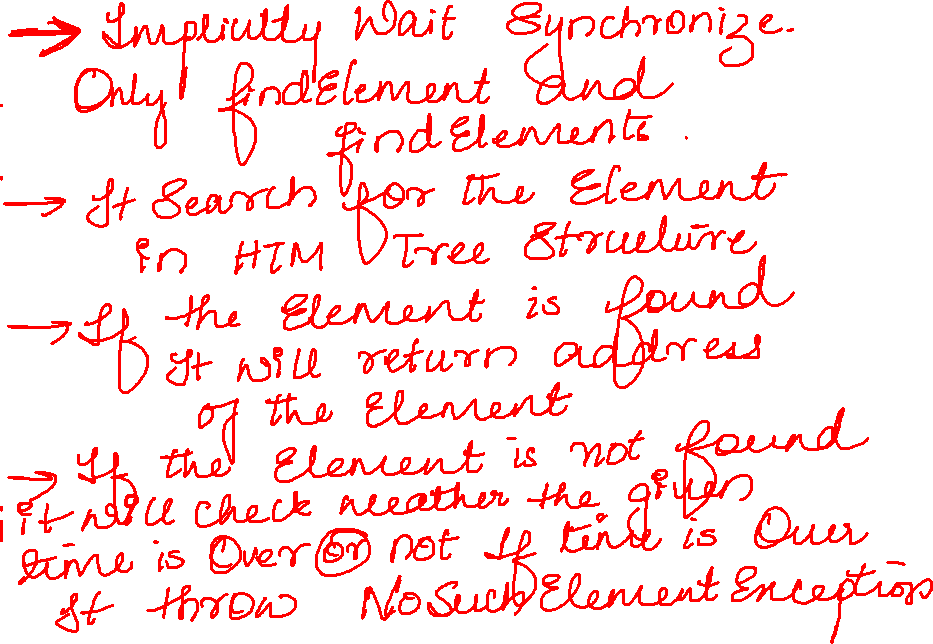 → Implicitly Wait Synchronize.
Only findElement and
findElements.
→ It Search for the Element
in HTM Tree Structure
→ If the Element is found
It will return address
of the Element
→ If the Element is not found
it will check weather the given
time is Over or not If time is Over
It throw NoSuchElementException